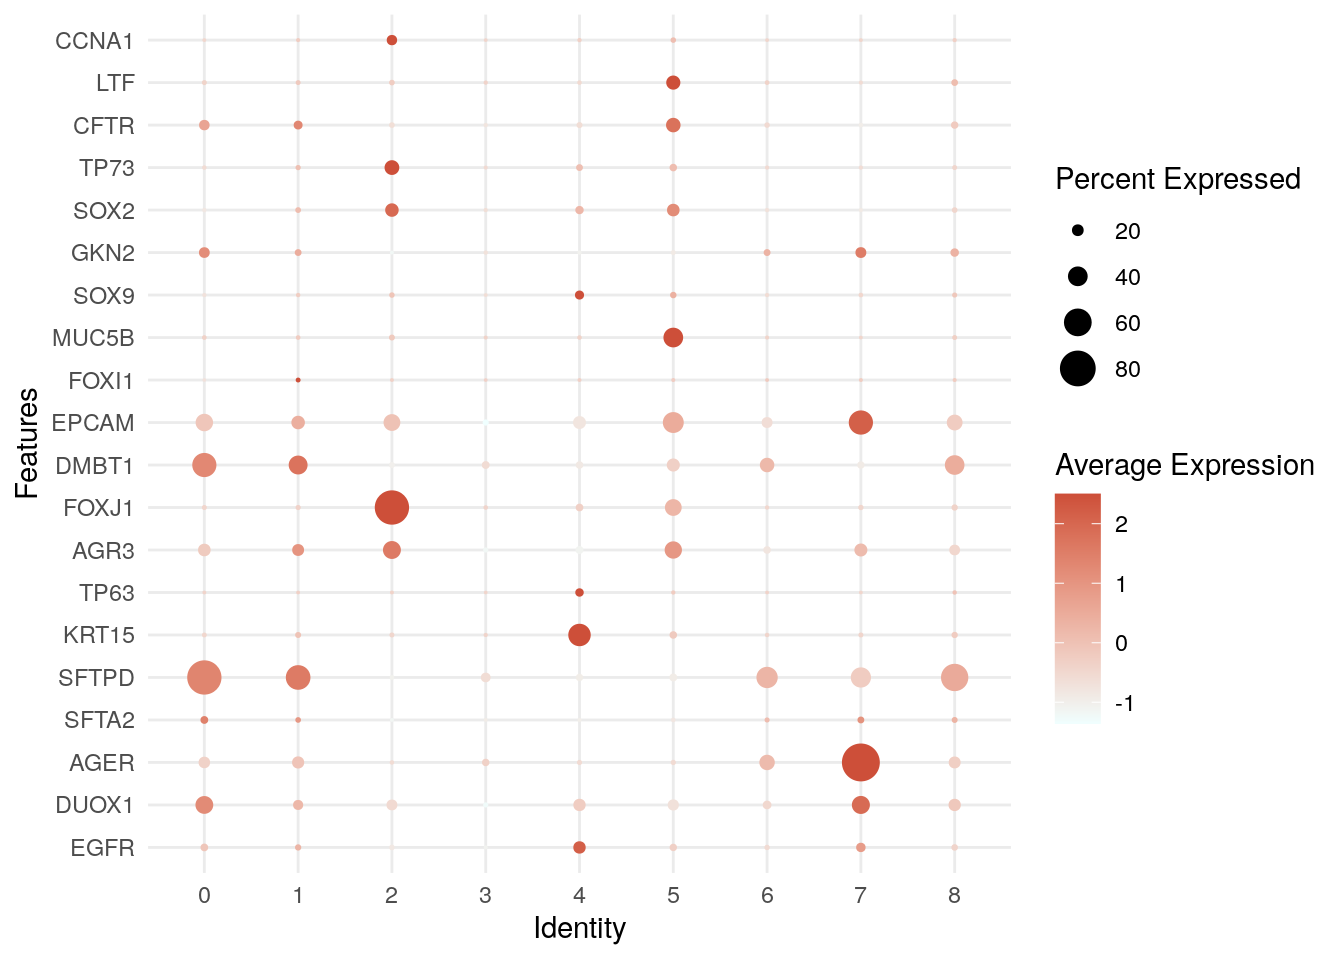 CCNA1
LTF
CFTR
TP73
SOX2
GKN2
SOX9
MUC5B
FOXI1
EPCAM
DMBT1
FOXJ1
AGR3
TP63
KRT15
SFTPD
SFTA2
AGER
DUOX1
EGFR
Features
0 1 2 3 4 5 6 7 8
Identity
Percent Expressed
20
40
60
80
Average Expression
2
1
0
-1